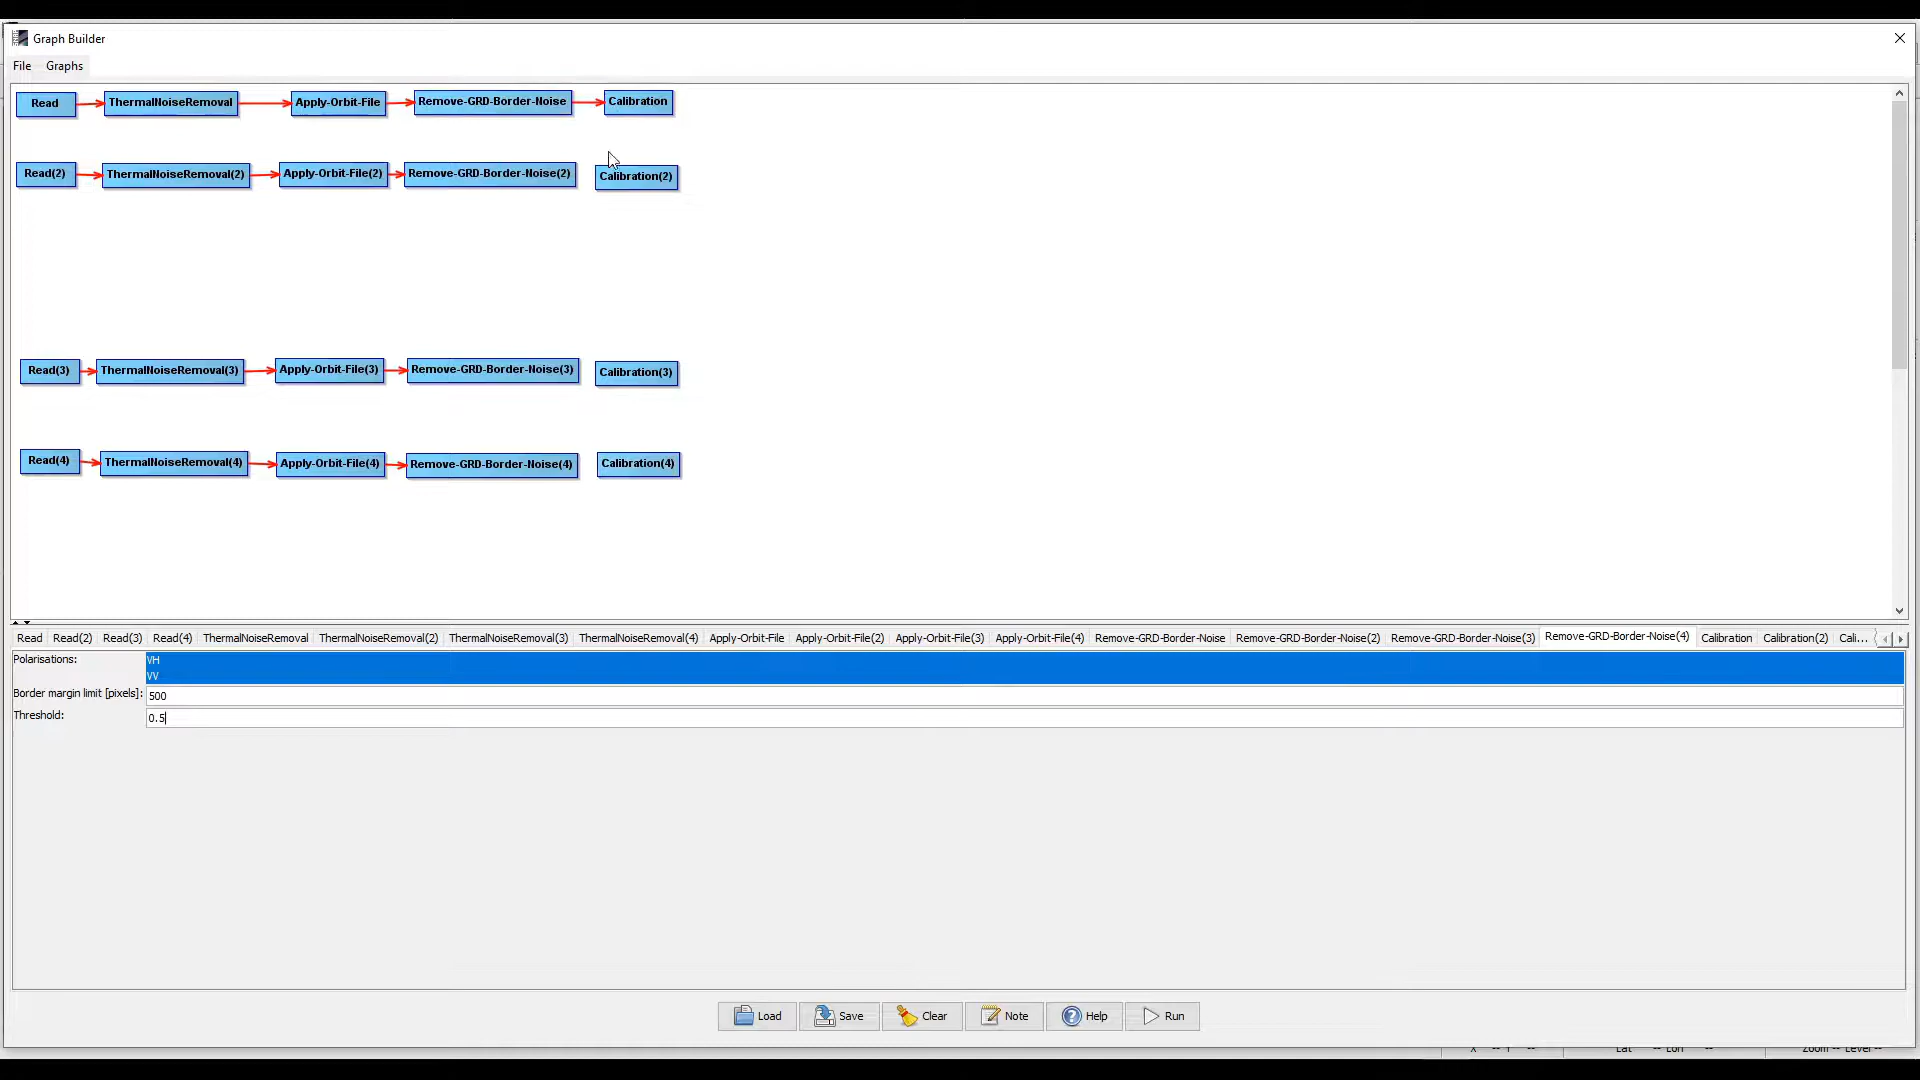 Graph Builder
File Graphs
Read ThermalNoiseRemoval Apply-Orbit-File Remove-GRD-Border-Noise Calibration
Read(2) ThermalNoiseRemoval(2) Apply-Orbit-File(2) Remove-GRD-Border-Noise(2) Calibration(2)
Read(3) ThermalNoiseRemoval(3) Apply-Orbit-File(3) Remove-GRD-Border-Noise(3) Calibration(3)
Read(4) ThermalNoiseRemoval(4) Apply-Orbit-File(4) Remove-GRD-Border-Noise(4) Calibration(4)
Read Read(2) Read(3) Read(4) ThermalNoiseRemoval ThermalNoiseRemoval(2) ThermalNoiseRemoval(3) ThermalNoiseRemoval(4) Apply-Orbit-File Apply-Orbit-File(2) Apply-Orbit-File(3) Apply-Orbit-File(4) Remove-GRD-Border-Noise Remove-GRD-Border-Noise(2) Remove-GRD-Border-Noise(3) Remove-GRD-Border-Noise(4) Calibration Calibration(2) Cali...
Polarisations: VH
VV
Border margin limit [pixels]: 500
Threshold: 0.5
Load Save Clear Note Help Run
X -- Y -- Lat -- Lon -- Zoom -- Level --